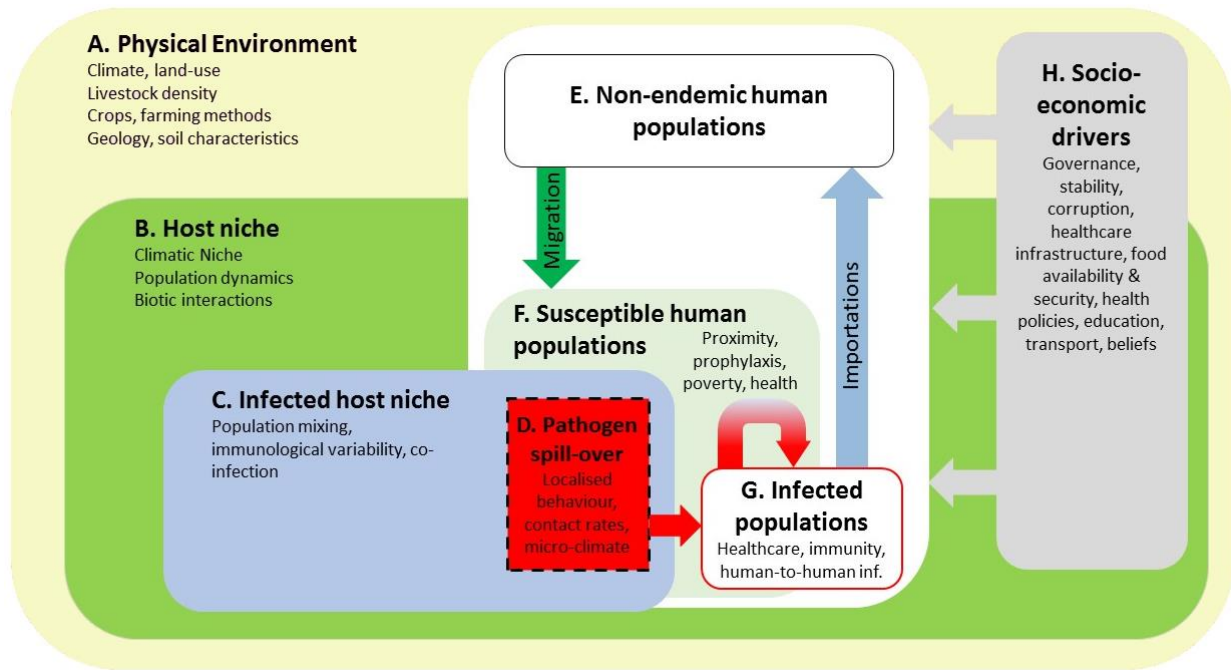 A. Physical Environment
Climate, land-use
Livestock density
Crops, farming methods
Geology, soil characteristics
B. Host niche
Climatic Niche
Population dynamics
Biotic interactions
C. Infected host niche
Population mixing,
immunological variability, co-
infection
D. Pathogen
spill-over
Localised
behaviour,
contact rates,
micro-climate
E. Non-endemic human
populations
Migration
Importations
F. Susceptible human
populations
Proximity,
prophylaxis,
poverty, health
G. Infected
populations
Healthcare, immunity,
human-to-human inf.
H. Socio-
economic
drivers
Governance,
stability,
corruption,
healthcare
infrastructure, food
availability &
security, health
policies, education,
transport, beliefs